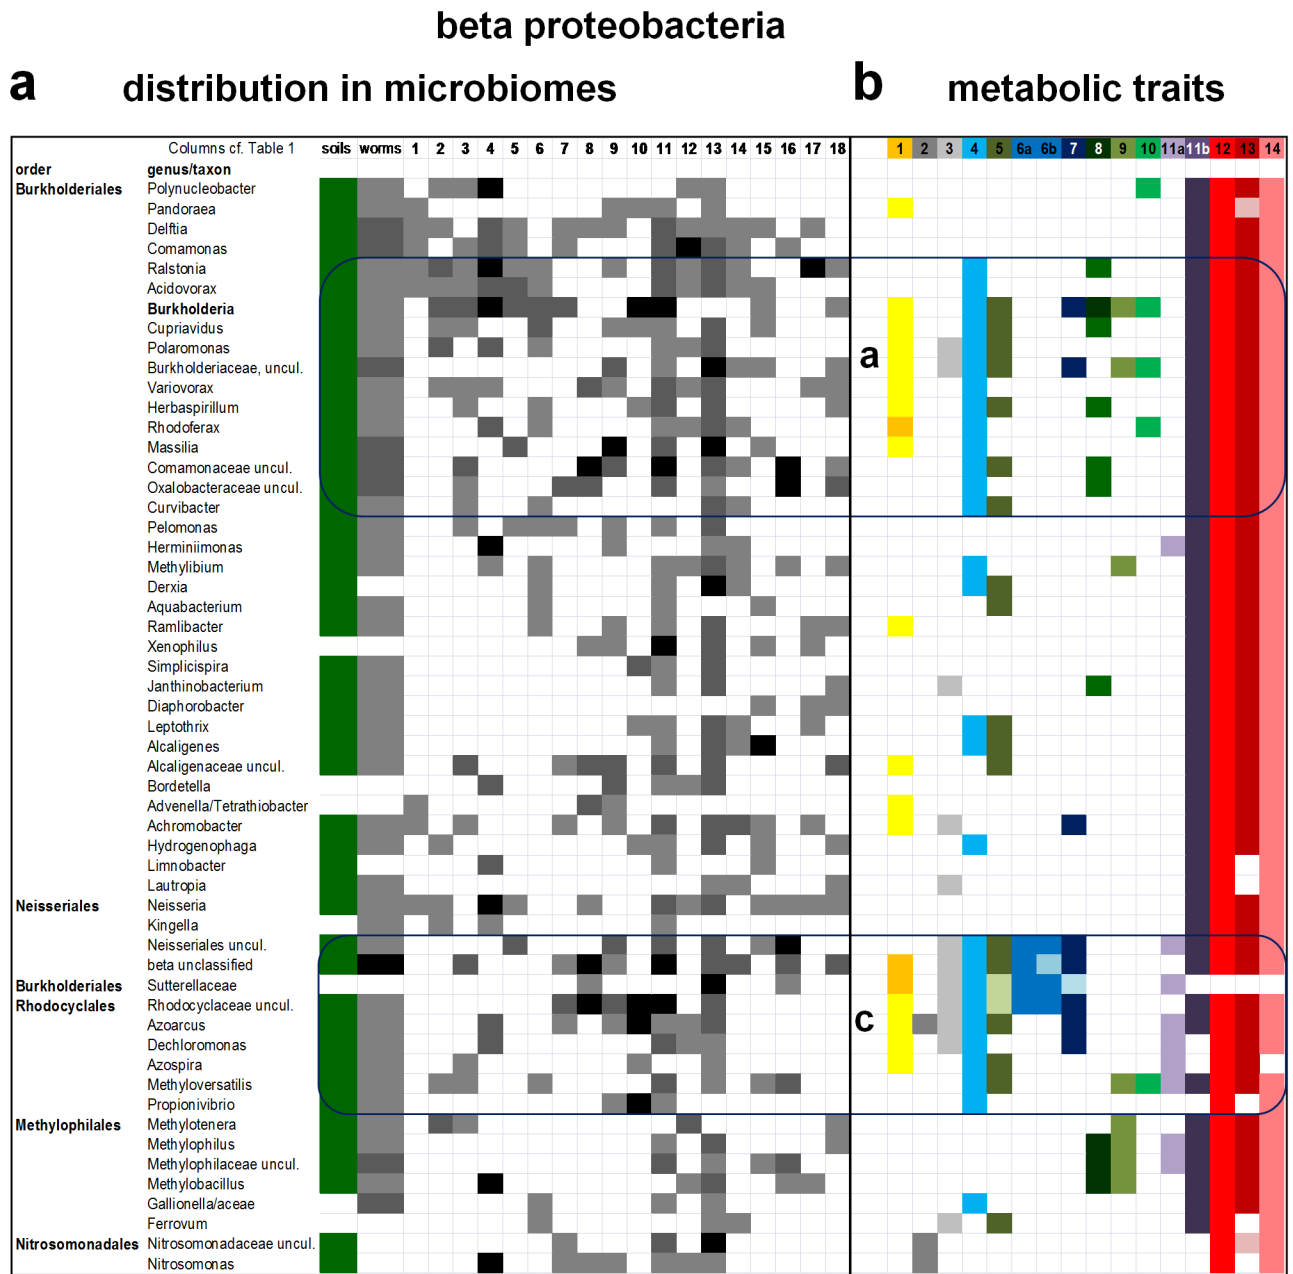 beta proteobacteria
a distribution in microbiomes b metabolic traits
Columns cf. Table 1 soils worms 1 2 3 4 5 6 7 8 9 10 11 12 13 14 15 16 17 18 1 2 3 4 5 6a 6b 7 8 9 10 11a 11b 12 13 14
order genus/taxon
Burkholderiales Polynucleobacter
Pandoraea
Delftia
Comamonas
Ralstonia
Acidovorax
Burkholderia
Cupriavidus
Polaromonas a
Burkholderiaceae, uncul.
Variovorax
Herbaspirillum
Rhodoferax
Massilia
Comamonaceae uncul.
Oxalobacteraceae uncul.
Curvibacter
Pelomonas
Herminiimonas
Methylibium
Derxia
Aquabacterium
Ramlibacter
Xenophilus
Simplicispira
Janthinobacterium
Diaphorobacter
Leptothrix
Alcaligenes
Alcaligenaceae uncul.
Bordetella
Advenella/Tetrathiobacter
Achromobacter
Hydrogenophaga
Limnobacter
Lautropia
Neisseriales Neisseria
Kingella
Neisseriales uncul.
beta unclassified
Burkholderiales Sutterellaceae
Rhodocyclales Rhodocyclaceae uncul.
Azoarcus c
Dechloromonas
Azospira
Methyloversatilis
Propionivibrio
Methylophilales Methylotenera
Methylophilus
Methylophilaceae uncul.
Methylobacillus
Gallionella/aceae
Ferrovum
Nitrosomonadales Nitrosomonadaceae uncul.
Nitrosomonas